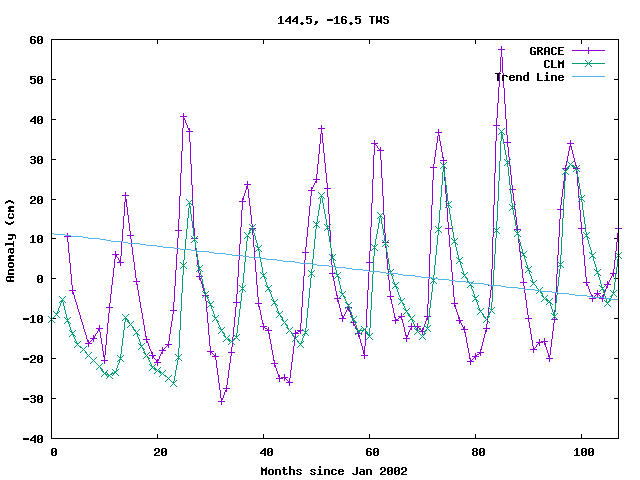 144.5, -16.5 TWS
GRACE
CLM
Trend Line
60
50
40
30
20
10
0
-10
-20
-30
-40
Anomaly (cm)
0 20 40 60 80 100
Months since Jan 2002